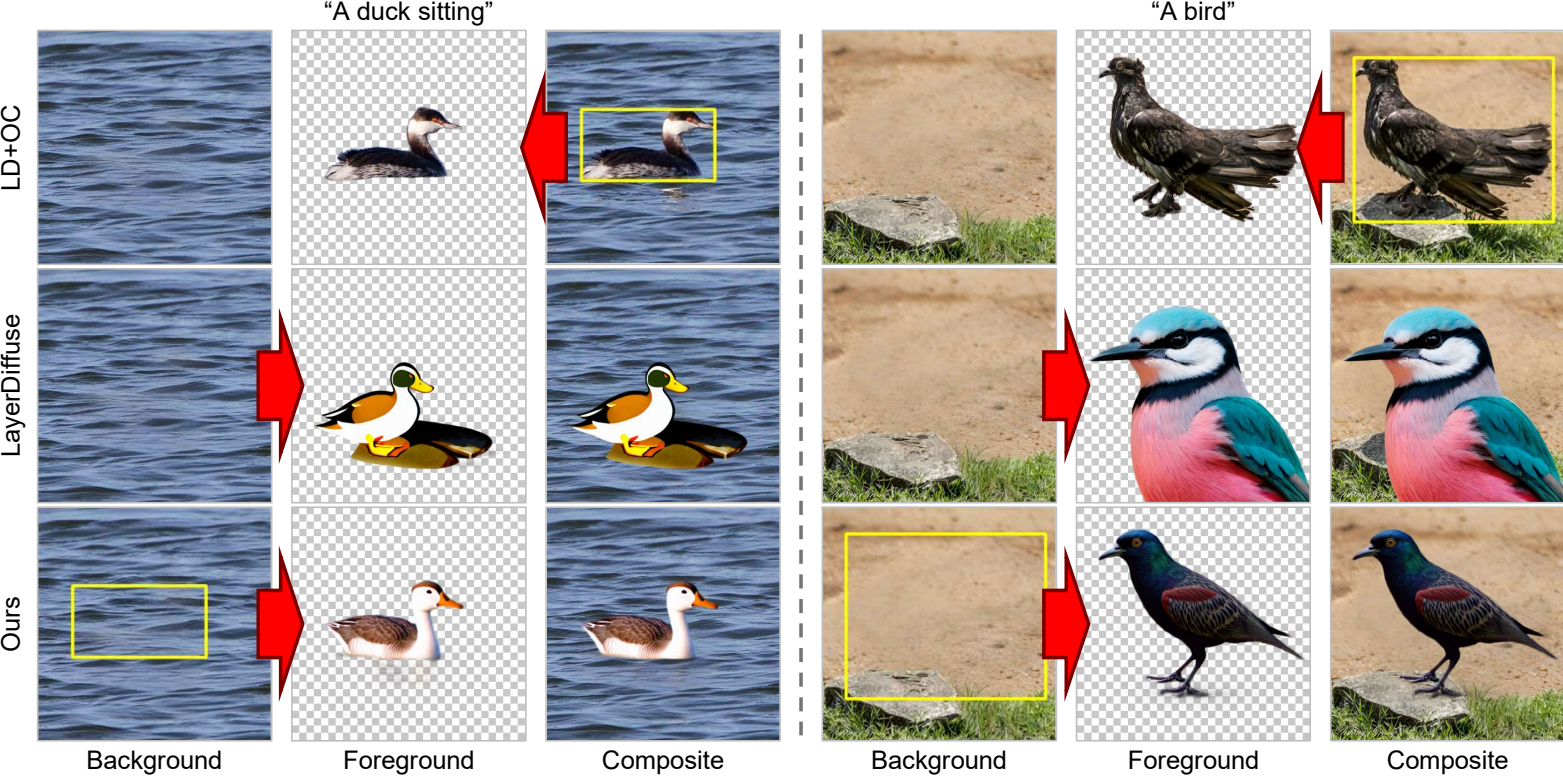 “A duck sitting”
“A bird”
LD+OC
LayerDiffuse
Ours
Background
Foreground
Composite
Background
Foreground
Composite